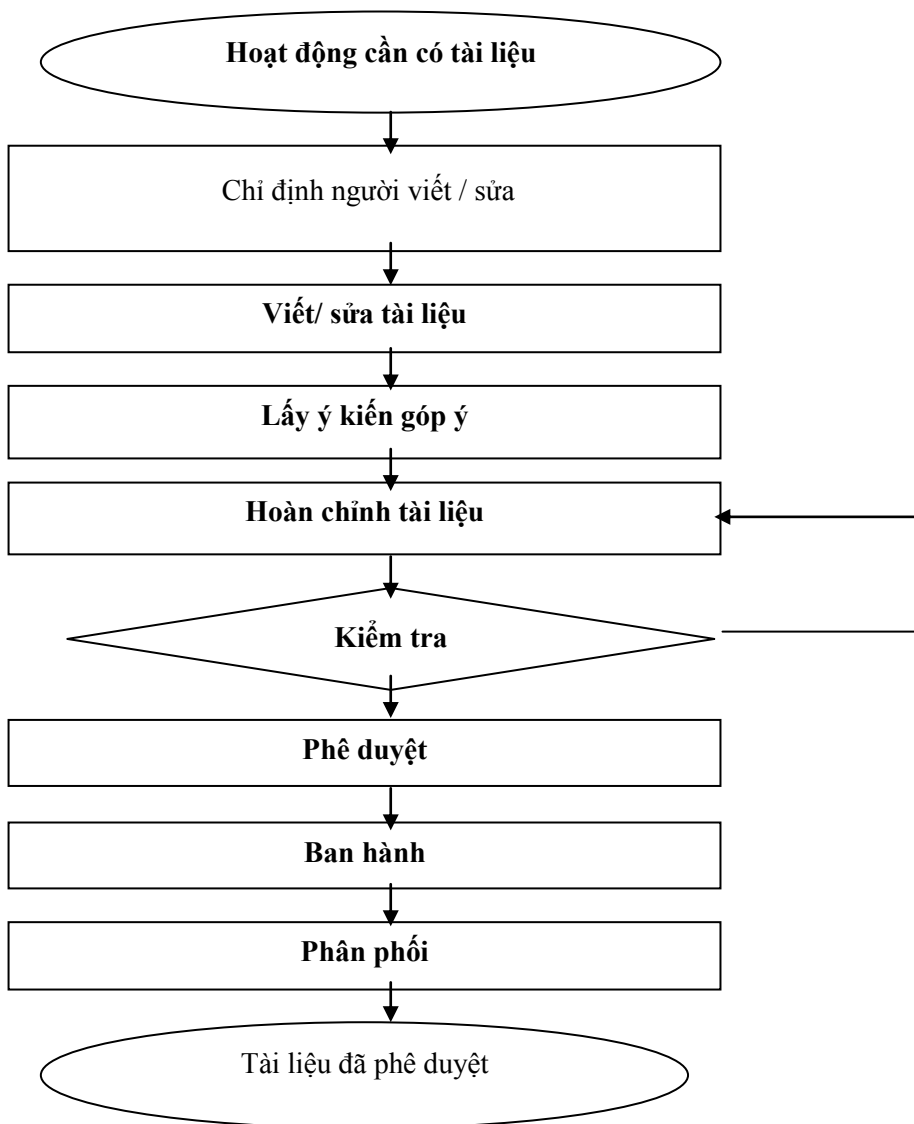 Hoạt động cần có tài liệu
Chỉ định người viết / sửa
Viết/ sửa tài liệu
Lấy ý kiến góp ý
Hoàn chỉnh tài liệu
Kiểm tra
Phê duyệt
Ban hành
Phân phối
Tài liệu đã phê duyệt